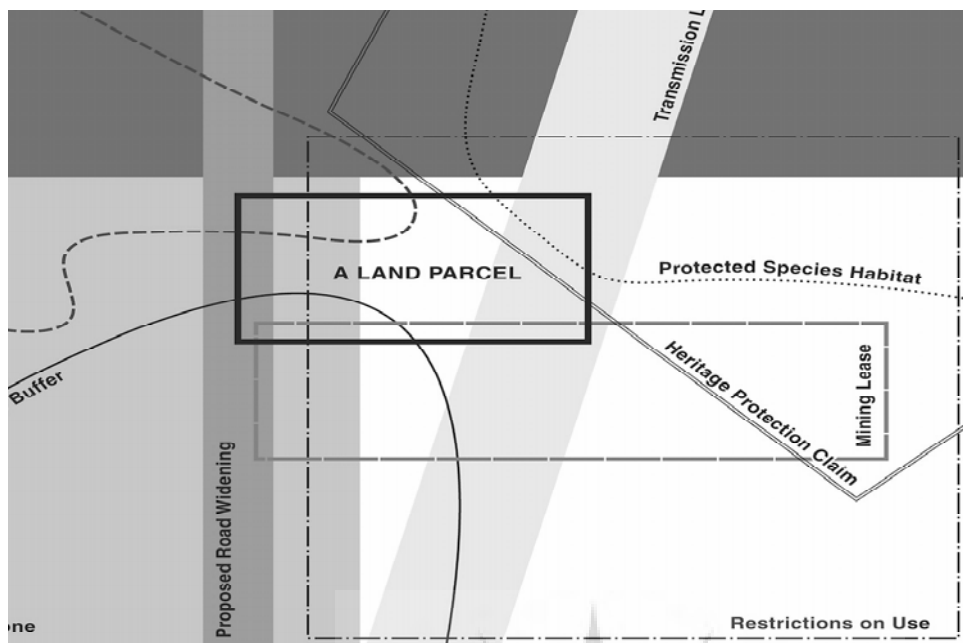 Transmission L
A LAND PARCEL
Protected Species Habitat
Buffer
Heritage Protection Claim
Mining Lease
Proposed Road Widening
one
Restrictions on Use